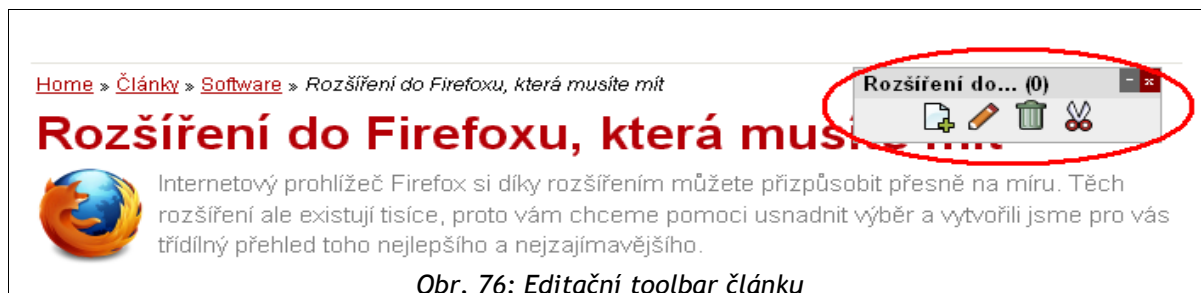 Home » Články » Software » Rozšíření do Firefoxu, která musíte mít
Rozšíření do... (0)
Rozšíření do Firefoxu, která musíte mít
Internetový prohlížeč Firefox si díky rozšířením můžete přizpůsobit přesně na míru. Těch
rozšíření ale existují tisíce, proto vám chceme pomoci usnadnit výběr a vytvořili jsme pro vás
třídílný přehled toho nejlepšího a nejzajímavějšího.
Obr. 76: Editační toolbar článku